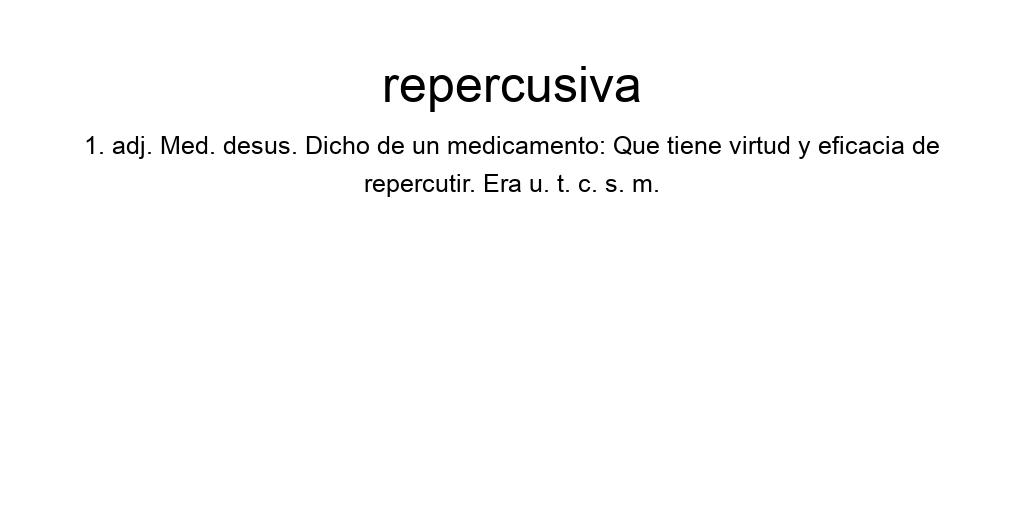 repercusiva
1. adj. Med. desus. Dicho de un medicamento: Que tiene virtud y eficacia de
repercutir. Era u. t. c. s. m.